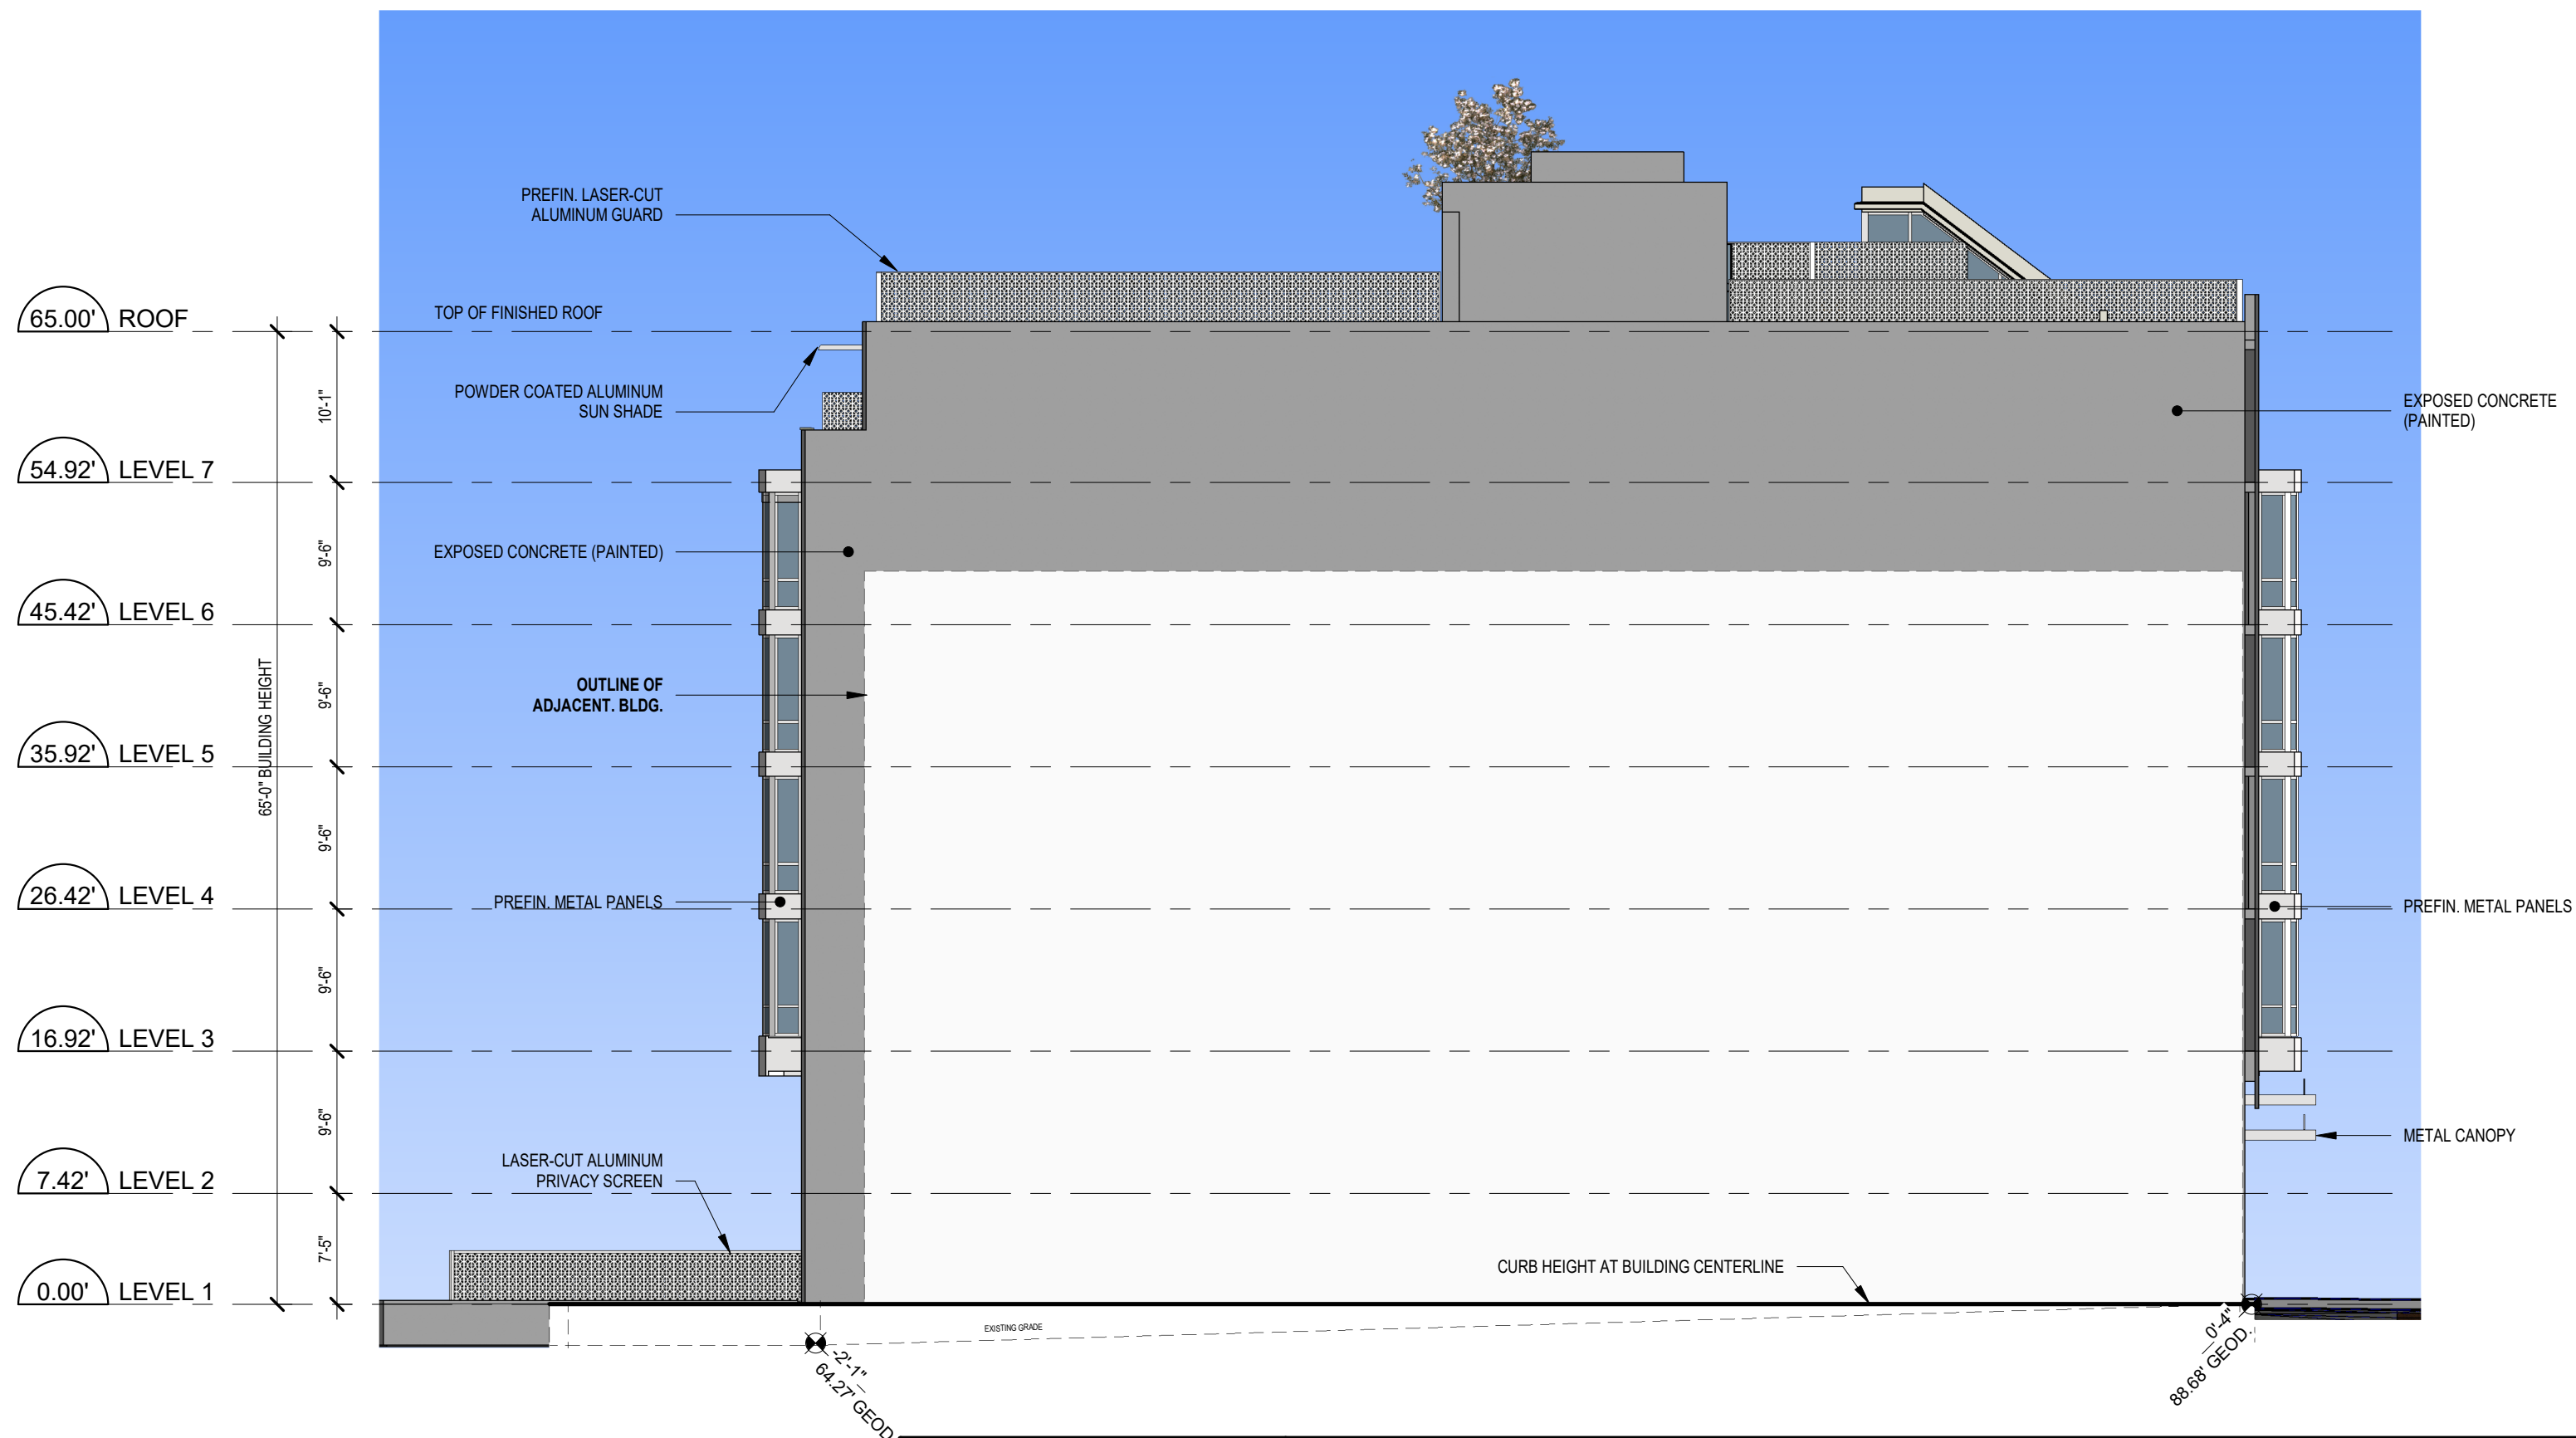 PREFIN. LASER-CUT
ALUMINUM GUARD
65.00' ROOF
TOP OF FINISHED ROOF
10'-1"
POWDER COATED ALUMINUM
SUN SHADE
EXPOSED CONCRETE
(PAINTED)
54.92' LEVEL 7
9'-6"
EXPOSED CONCRETE (PAINTED)
45.42' LEVEL 6
65'-0" BUILDING HEIGHT
9'-6"
OUTLINE OF
ADJACENT. BLDG.
35.92' LEVEL 5
9'-6"
26.42' LEVEL 4
PREFIN. METAL PANELS
PREFIN. METAL PANELS
9'-6"
16.92' LEVEL 3
9'-6"
METAL CANOPY
LASER-CUT ALUMINUM
PRIVACY SCREEN
7.42' LEVEL 2
7'-5"
CURB HEIGHT AT BUILDING CENTERLINE
0.00' LEVEL 1
EXISTING GRADE
-2'-1"
64.27' GEOD.
0'-4"
88.68' GEOD.